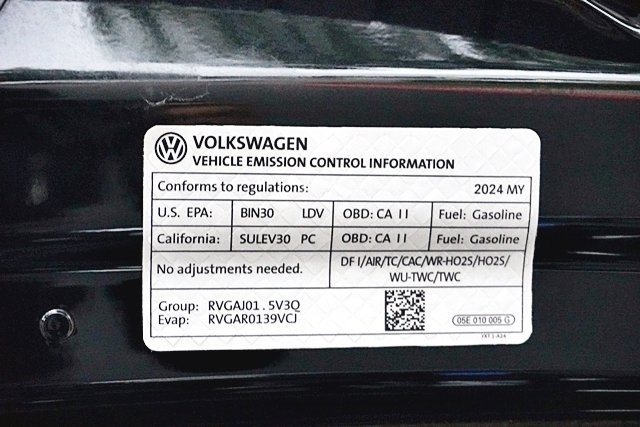 VOLKSWAGEN
VEHICLE EMISSION CONTROL INFORMATION
Conforms to regulations: 2024 MY
U.S. EPA: BIN30 LDV OBD: CA II Fuel: Gasoline
California: SULEV30 PC OBD: CA II Fuel: Gasoline
No adjustments needed. DFI/AIR/TC/CAC/WR-HO2S/HO2S/
WU-TWC/TWC
Group: RVGAJ01.5V3Q
Evap: RVGAR0139VCJ
05E 010 005 G